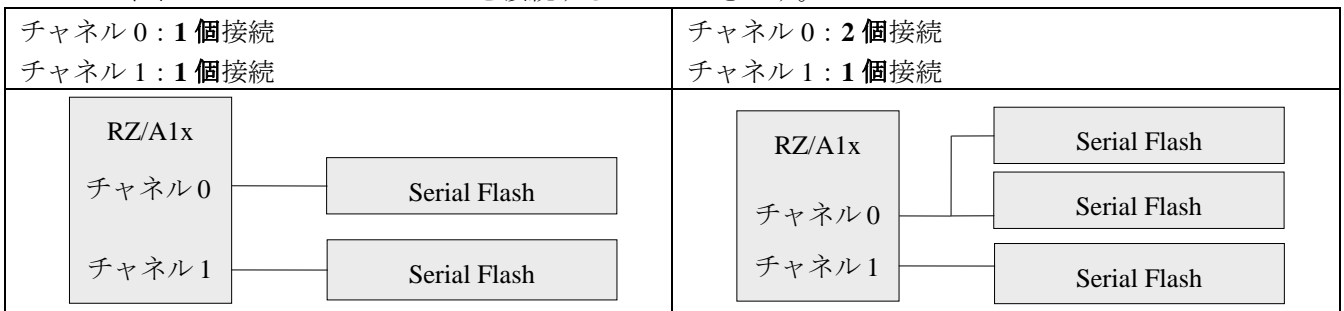 チャネル 0：1 個接続
チャネル 1：1 個接続
チャネル 0：2 個接続
チャネル 1：1 個接続
RZ/A1x
チャネル 0
Serial Flash
チャネル 1
Serial Flash
RZ/A1x
Serial Flash
チャネル 0
Serial Flash
チャネル 1
Serial Flash